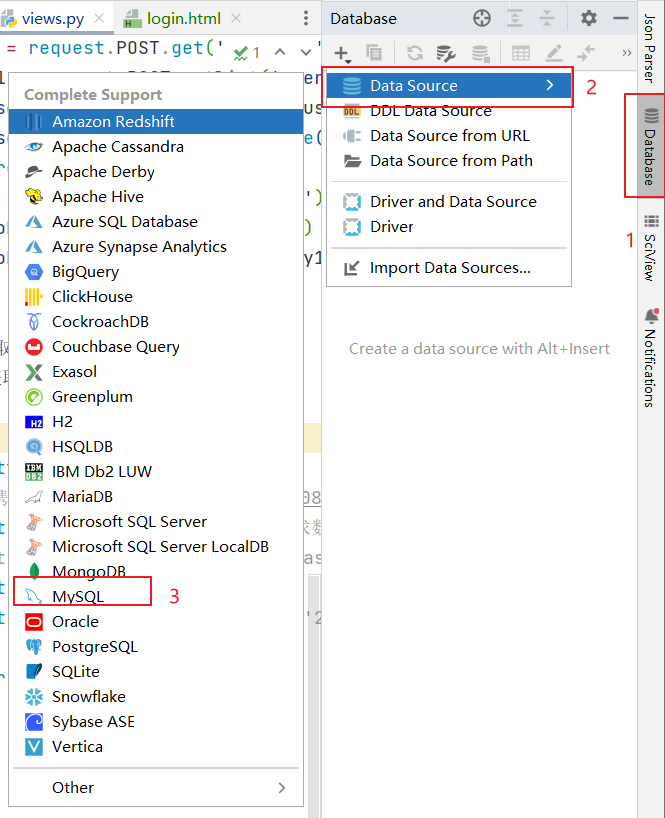 views.py
login.html
Database
= request.POST.get('
1
Complete Support
Amazon Redshift
Apache Cassandra
Apache Derby
Apache Hive
Azure SQL Database
Azure Synapse Analytics
BigQuery
ClickHouse
CockroachDB
Couchbase Query
Exasol
Greenplum
H2
HSQLDB
IBM Db2 LUW
MariaDB
Microsoft SQL Server
Microsoft SQL Server LocalDB
MongoDB
MySQL
3
Oracle
PostgreSQL
SQLite
Snowflake
Sybase ASE
Vertica
Other
Data Source
2
DDL Data Source
Data Source from URL
Data Source from Path
Driver and Data Source
Driver
Import Data Sources...
Create a data source with Alt+Insert
Json Parser
Database
1
SciView
Notifications